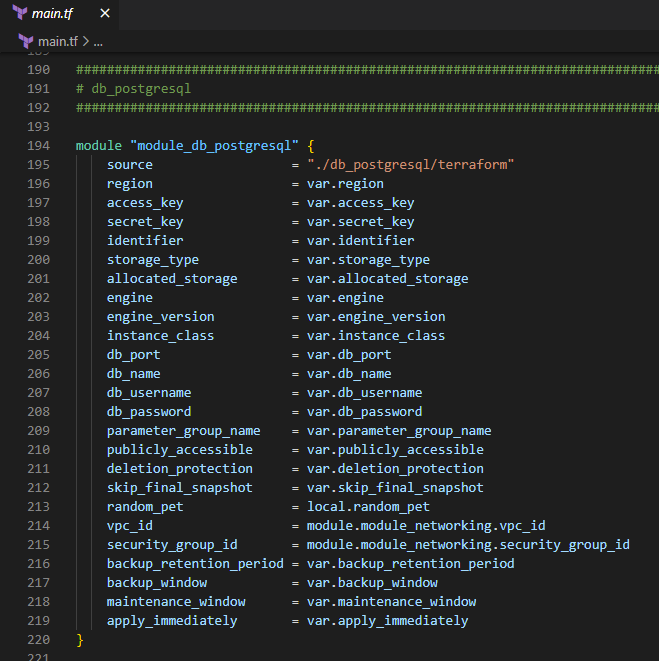 main.tf ×
main.tf > ...
189
190 ############################################################################
191 # db_postgresql
192 ############################################################################
193
194 module "module_db_postgresql" {
195     source                  = "./db_postgresql/terraform"
196     region                  = var.region
197     access_key              = var.access_key
198     secret_key              = var.secret_key
199     identifier              = var.identifier
200     storage_type            = var.storage_type
201     allocated_storage       = var.allocated_storage
202     engine                  = var.engine
203     engine_version          = var.engine_version
204     instance_class          = var.instance_class
205     db_port                 = var.db_port
206     db_name                 = var.db_name
207     db_username             = var.db_username
208     db_password             = var.db_password
209     parameter_group_name    = var.parameter_group_name
210     publicly_accessible     = var.publicly_accessible
211     deletion_protection     = var.deletion_protection
212     skip_final_snapshot     = var.skip_final_snapshot
213     random_pet              = local.random_pet
214     vpc_id                  = module.module_networking.vpc_id
215     security_group_id       = module.module_networking.security_group_id
216     backup_retention_period = var.backup_retention_period
217     backup_window           = var.backup_window
218     maintenance_window      = var.maintenance_window
219     apply_immediately       = var.apply_immediately
220 }
221